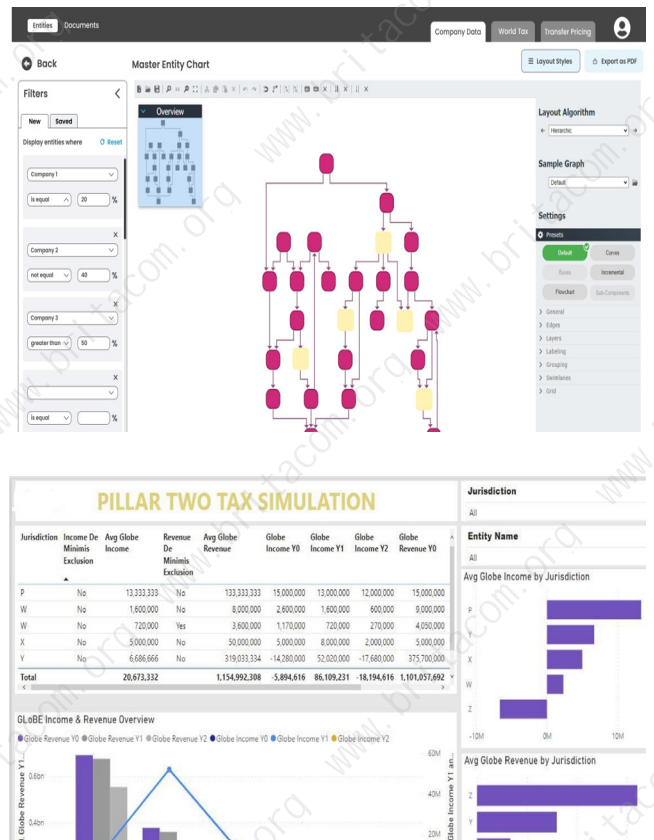 Entities Documents
Company Data World Tax Transfer Pricing
Back Master Entity Chart
Layout Styles Export as PDF
Filters
New Saved
Display entities where Reset
Company 1
is equal 20 %
X
Company 2
not equal 40 %
X
Company 3
greater than 50 %
X
is equal %
Overview
Layout Algorithm
Hierarchic
Sample Graph
Default
Settings
Presets
Default Curves
Buses Incremental
Flowchart Sub-Components
General
Edges
Layers
Labeling
Grouping
Swimlanes
Grid
PILLAR TWO TAX SIMULATION
Jurisdiction Income De Minimis Exclusion Avg Globe Income Revenue De Minimis Exclusion Avg Globe Revenue Globe Income Y0 Globe Income Y1 Globe Income Y2 Globe Revenue Y0
P No 13,333,333 No 133,333,333 15,000,000 13,000,000 12,000,000 15,000,000
W No 1,600,000 No 8,000,000 2,600,000 1,600,000 600,000 9,000,000
W No 720,000 Yes 3,600,000 1,170,000 720,000 270,000 4,050,000
X No 5,000,000 No 50,000,000 5,000,000 8,000,000 2,000,000 5,000,000
Y No 6,686,666 No 319,033,334 -14,280,000 52,020,000 -17,680,000 375,700,000
Total 20,673,332 1,154,992,308 -5,894,616 86,109,231 -18,194,616 1,101,057,692
Jurisdiction
All
Entity Name
All
Avg Globe Income by Jurisdiction
P
Y
X
W
Z
-10M 0M 10M
GLoBE Income & Revenue Overview
Globe Revenue Y0 Globe Revenue Y1 Globe Revenue Y2 Globe Income Y0 Globe Income Y1 Globe Income Y2
Globe Revenue Y1...
0.6bn
0.4bn
60M
40M
20M
Globe Income Y1 an...
Avg Globe Revenue by Jurisdiction
Z
Y
www.britacom.org